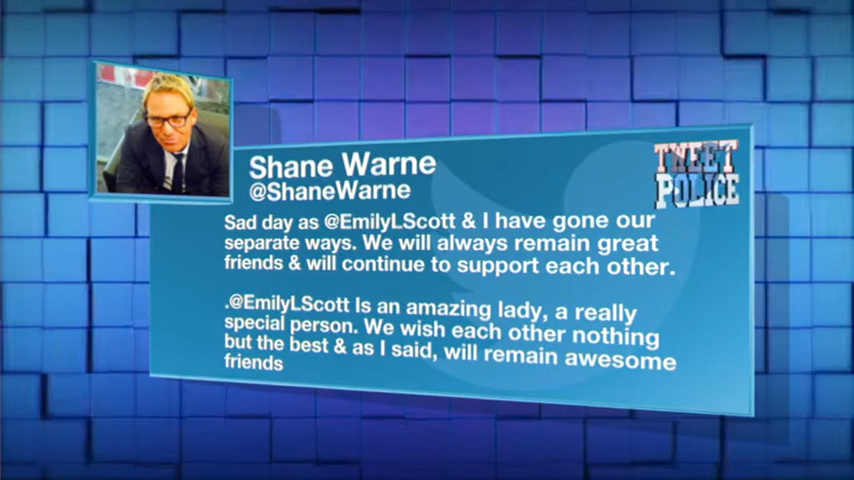 Shane Warne
@ShaneWarne
TWEET
POLICE
Sad day as @EmilyLScott & I have gone our
separate ways. We will always remain great
friends & will continue to support each other.
.@EmilyLScott Is an amazing lady, a really
special person. We wish each other nothing
but the best & as I said, will remain awesome
friends